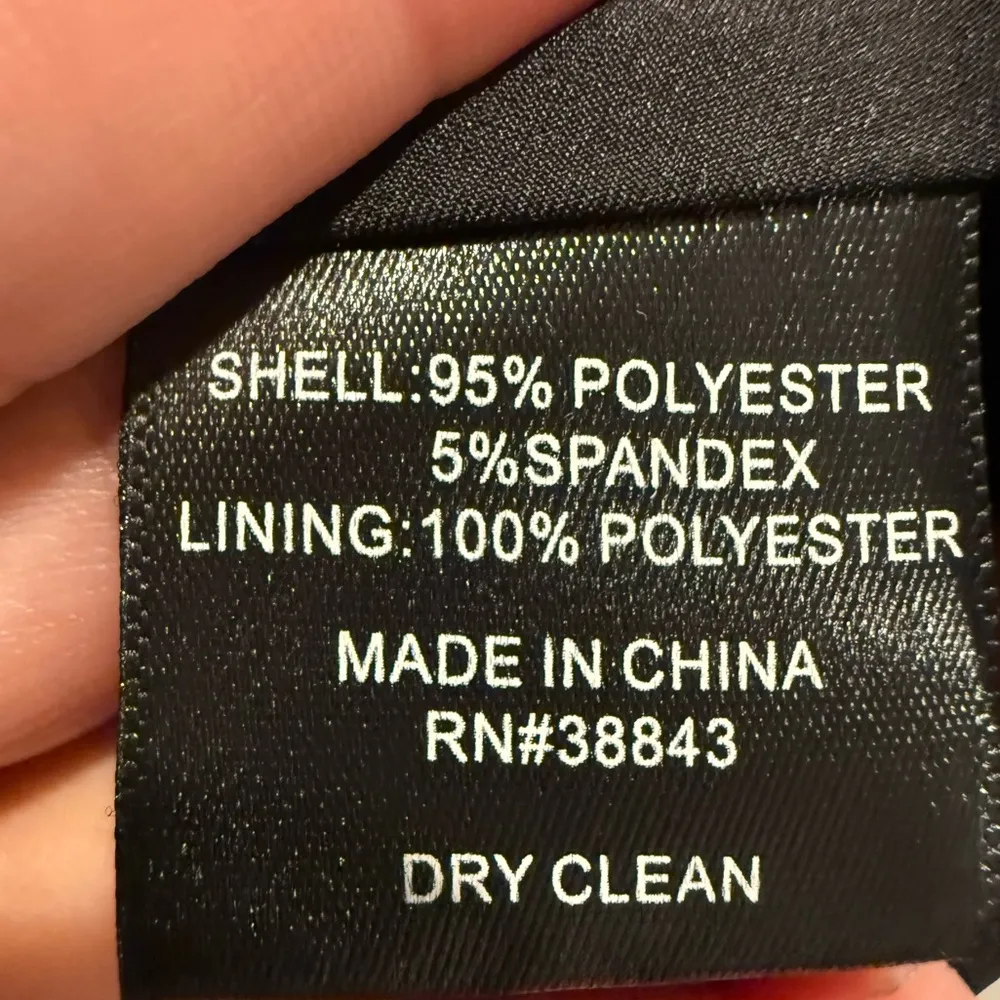 SHELL:95% POLYESTER
5%SPANDEX
LINING:100% POLYESTER
MADE IN CHINA
RN#38843
DRY CLEAN